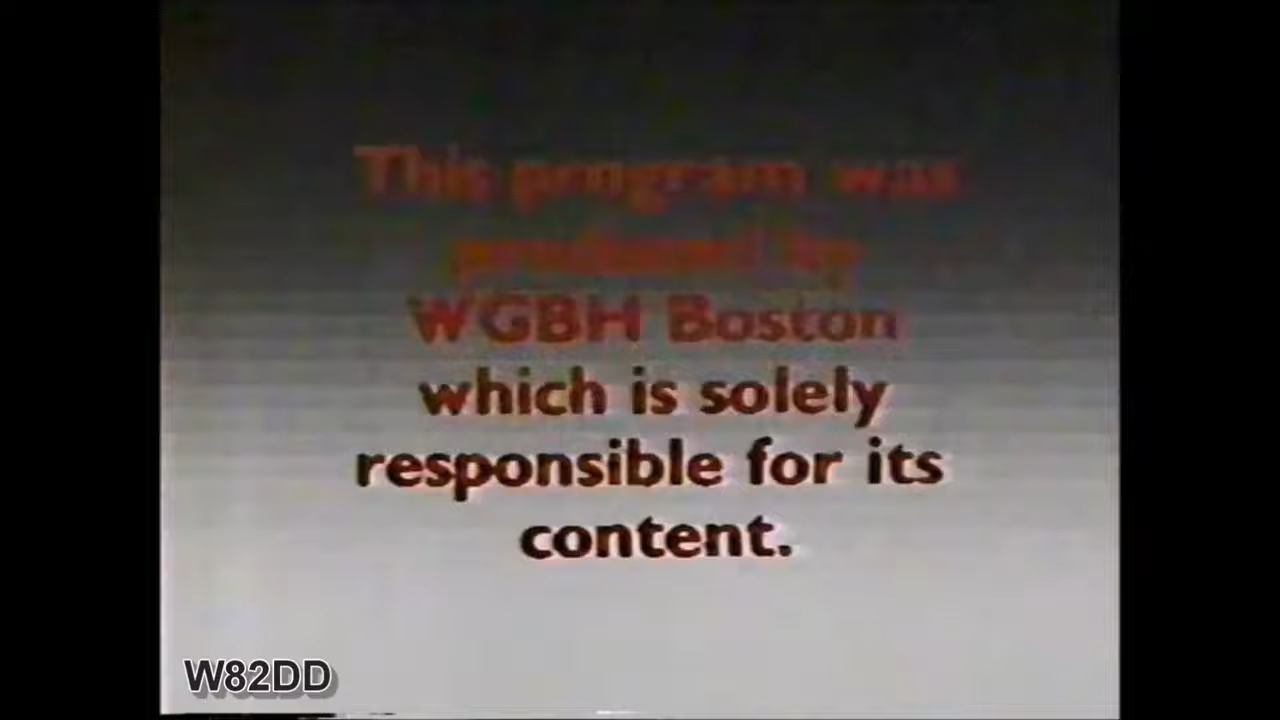 This program was
produced by
WGBH Boston
which is solely
responsible for its
content.
W82DD